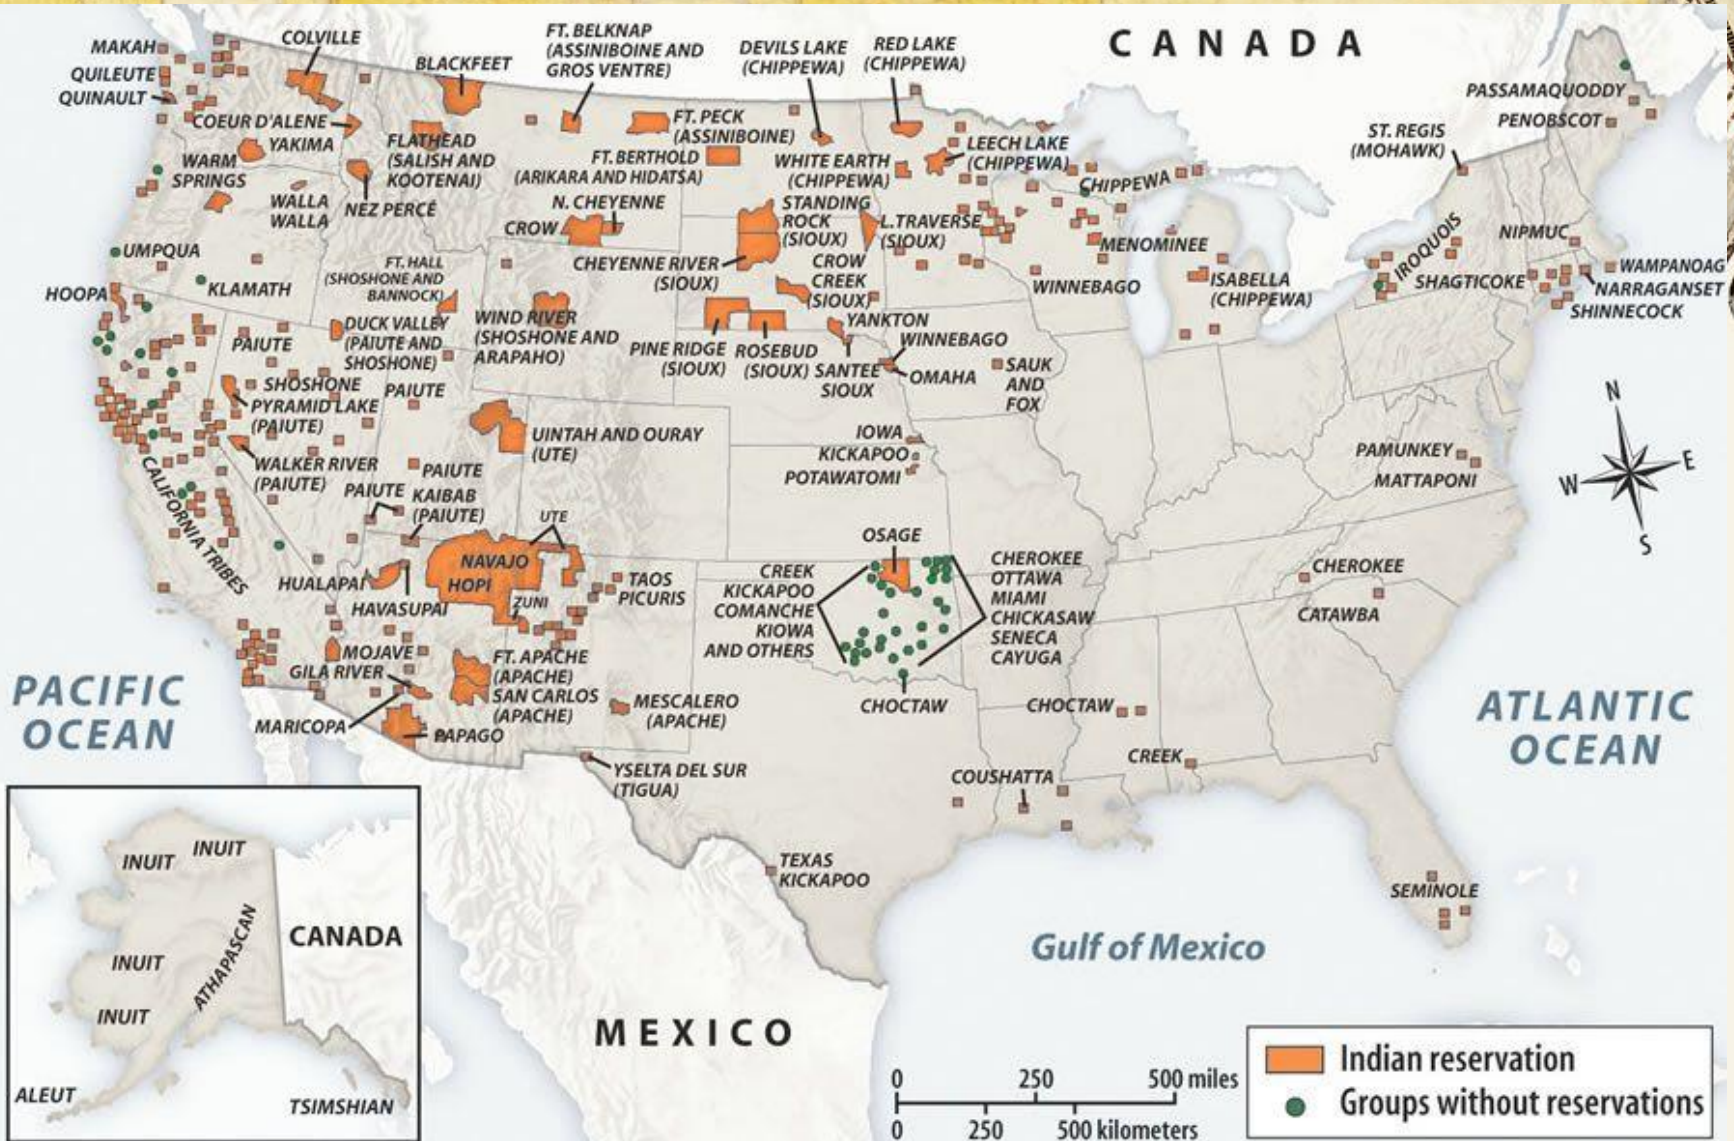 CANADA
MAKAH
QUILEUTE
QUINAULT
COLVILLE
BLACKFEET
FT. BELKNAP
(ASSINIBOINE AND
GROS VENTRE)
DEVILS LAKE
(CHIPPEWA)
RED LAKE
(CHIPPEWA)
COEUR D'ALENE
YAKIMA
FLATHEAD
(SALISH AND
KOOTENAI)
FT. PECK
(ASSINIBOINE)
FT. BERTHOLD
(ARIKARA AND HIDATSA)
WHITE EARTH
(CHIPPEWA)
LEECH LAKE
(CHIPPEWA)
CHIPPEWA
ST. REGIS
(MOHAWK)
PASSAMAQUODDY
PENOBSCOT
WARM
SPRINGS
WALLA
WALLA
NEZ PERCÉ
N. CHEYENNE
CROW
STANDING
ROCK
(SIOUX)
L.TRAVERSE
(SIOUX)
CHEYENNE RIVER
(SIOUX)
CROW
CREEK
(SIOUX)
MENOMINEE
WINNEBAGO
ISABELLA
(CHIPPEWA)
IROQUOIS
NIPMUC
SHAGTICOKE
WAMPANOAG
NARRAGANSET
SHINNECOCK
UMPQUA
KLAMATH
HOOPA
FT. HALL
(SHOSHONE AND
BANNOCK)
DUCK VALLEY
(PAIUTE AND
SHOSHONE)
WIND RIVER
(SHOSHONE AND
ARAPAHO)
PAIUTE
PINE RIDGE
(SIOUX)
ROSEBUD
(SIOUX)
YANKTON
SANTEE
SIOUX
WINNEBAGO
OMAHA
SAUK
AND
FOX
SHOSHONE
PAIUTE
PYRAMID LAKE
(PAIUTE)
UINTAH AND OURAY
(UTE)
IOWA
KICKAPOO
POTAWATOMI
WALKER RIVER
(PAIUTE)
PAIUTE
PAIUTE
KAIBAB
(PAIUTE)
CALIFORNIA TRIBES
UTE
PAMUNKEY
MATTAPONI
N
E
W
S
NAVAJO
HOPI
HUALAPAI
HAVASUPAI
ZUNI
TAOS
PICURIS
OSAGE
CREEK
KICKAPOO
COMANCHE
KIOWA
AND OTHERS
CHEROKEE
OTTAWA
MIAMI
CHICKASAW
SENECA
CAYUGA
CHEROKEE
CATAWBA
MOJAVE
GILA RIVER
MARICOPA
PAPAGO
FT. APACHE
(APACHE)
SAN CARLOS
(APACHE)
MESCALERO
(APACHE)
CHOCTAW
CHOCTAW
CREEK
COUSHATTA
YSELTA DEL SUR
(TIGUA)
TEXAS
KICKAPOO
SEMINOLE
PACIFIC
OCEAN
ATLANTIC
OCEAN
Gulf of Mexico
MEXICO
INUIT
INUIT
INUIT
INUIT
ATHAPASCAN
CANADA
ALEUT
TSIMSHIAN
0 250 500 miles
0 250 500 kilometers
Indian reservation
Groups without reservations